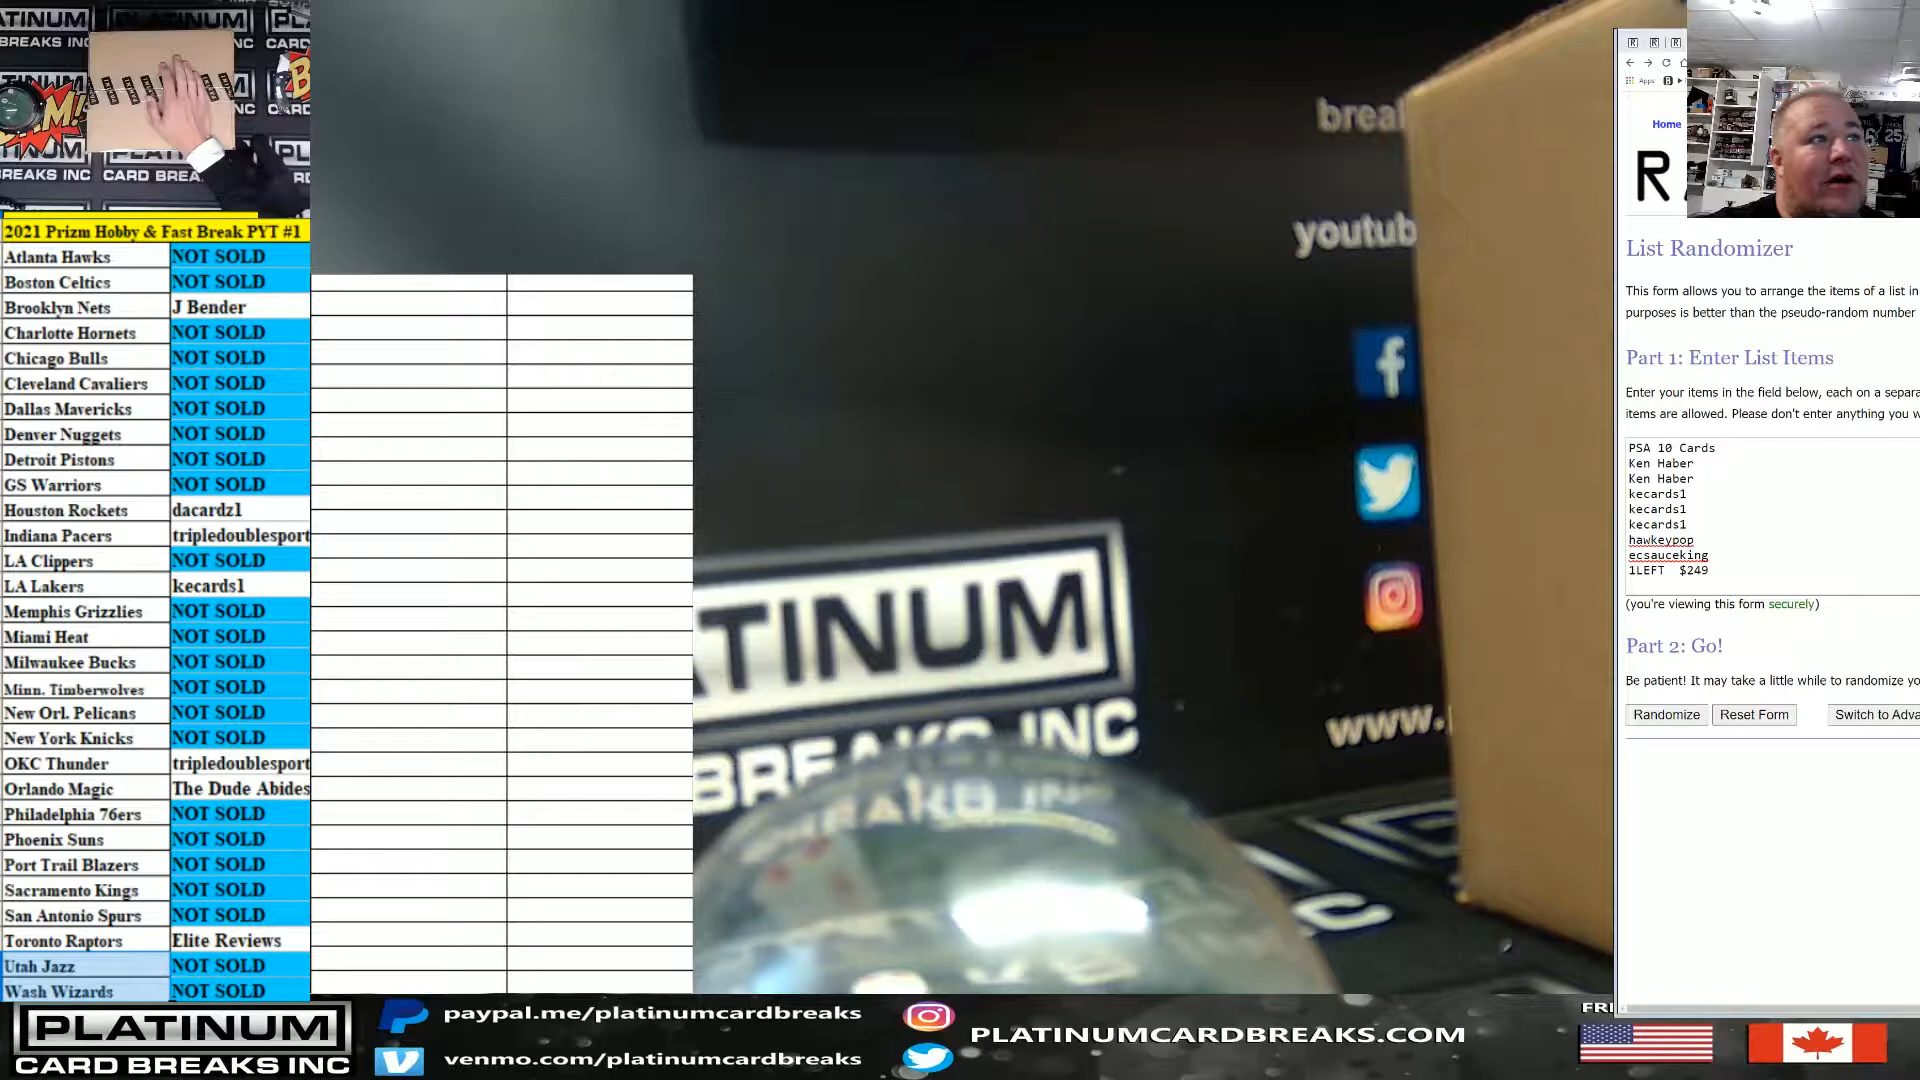 2021 Prizm Hobby & Fast Break PYT #1
Atlanta Hawks NOT SOLD
Boston Celtics NOT SOLD
Brooklyn Nets J Bender
Charlotte Hornets NOT SOLD
Chicago Bulls NOT SOLD
Cleveland Cavaliers NOT SOLD
Dallas Mavericks NOT SOLD
Denver Nuggets NOT SOLD
Detroit Pistons NOT SOLD
GS Warriors NOT SOLD
Houston Rockets dacardz1
Indiana Pacers tripledoublesport
LA Clippers NOT SOLD
LA Lakers kecards1
Memphis Grizzlies NOT SOLD
Miami Heat NOT SOLD
Milwaukee Bucks NOT SOLD
Minn. Timberwolves NOT SOLD
New Orl. Pelicans NOT SOLD
New York Knicks NOT SOLD
OKC Thunder tripledoublesport
Orlando Magic The Dude Abides
Philadelphia 76ers NOT SOLD
Phoenix Suns NOT SOLD
Port Trail Blazers NOT SOLD
Sacramento Kings NOT SOLD
San Antonio Spurs NOT SOLD
Toronto Raptors Elite Reviews
Utah Jazz NOT SOLD
Wash Wizards NOT SOLD
PLATINUM
CARD BREAKS INC
paypal.me/platinumcardbreaks
venmo.com/platinumcardbreaks
PLATINUMCARDBREAKS.COM
FRI
break
youtub
www.
TINUM
BREAKS INC
Apps
Home
R
List Randomizer
This form allows you to arrange the items of a list in
purposes is better than the pseudo-random number
Part 1: Enter List Items
Enter your items in the field below, each on a separa
items are allowed. Please don't enter anything you w
PSA 10 Cards
Ken Haber
Ken Haber
kecards1
kecards1
kecards1
hawkeypop
ecsauceking
1LEFT $249
(you're viewing this form securely)
Part 2: Go!
Be patient! It may take a little while to randomize yo
Randomize Reset Form Switch to Adva